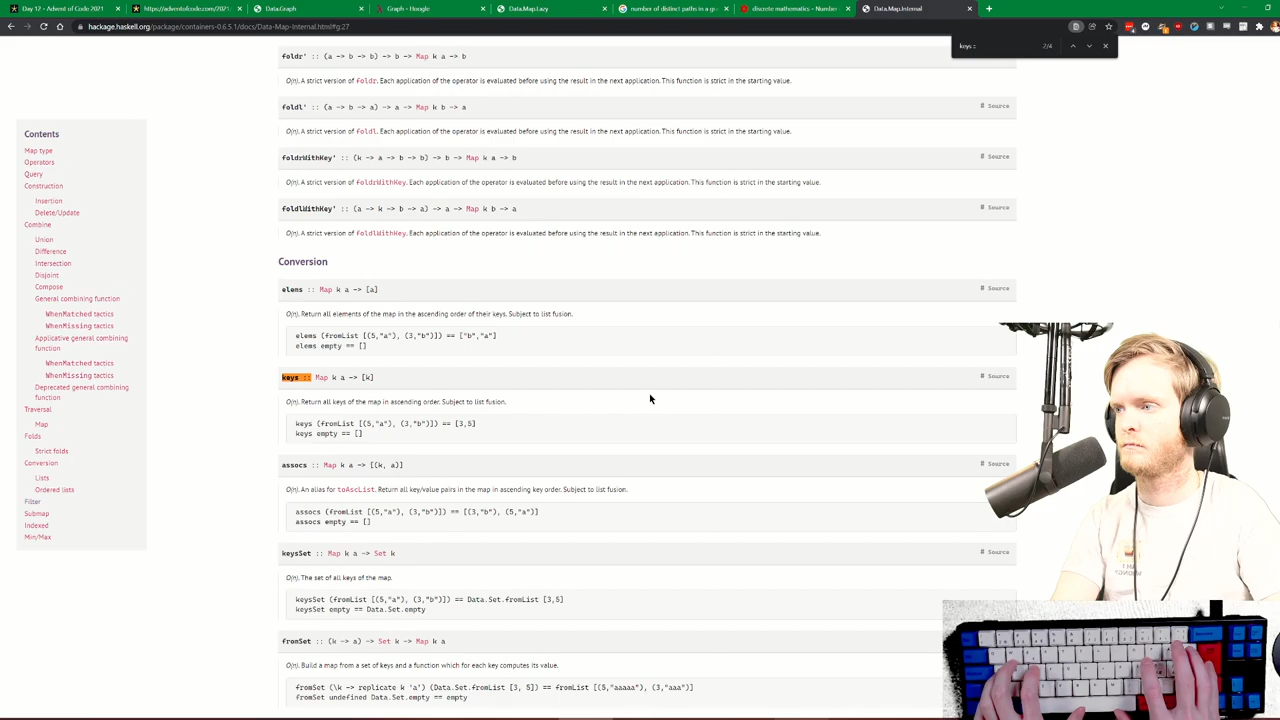 Day 12 - Advent of Code 2021
https://adventofcode.com/2021
Data.Graph
Graph - Hoogle
Data.Map.Lazy
number of distinct paths in a gr
discrete mathematics - Number
Data.Map.Internal
hackage.haskell.org/package/containers-0.6.5.1/docs/Data-Map-Internal.html#g:27
keys :
2/4
foldr' :: (a -> b -> b) -> b -> Map k a -> b
O(n). A strict version of foldr. Each application of the operator is evaluated before using the result in the next application. This function is strict in the starting value.
foldl' :: (a -> b -> a) -> a -> Map k b -> a
# Source
O(n). A strict version of foldl. Each application of the operator is evaluated before using the result in the next application. This function is strict in the starting value.
foldrWithKey' :: (k -> a -> b -> b) -> b -> Map k a -> b
# Source
O(n). A strict version of foldrWithKey. Each application of the operator is evaluated before using the result in the next application. This function is strict in the starting value.
foldlWithKey' :: (a -> k -> b -> a) -> a -> Map k b -> a
# Source
O(n). A strict version of foldlWithKey. Each application of the operator is evaluated before using the result in the next application. This function is strict in the starting value.
Conversion
elems :: Map k a -> [a]
# Source
O(n). Return all elements of the map in the ascending order of their keys. Subject to list fusion.
elems (fromList [(5,"a"), (3,"b")]) == ["b","a"]
elems empty == []
keys :: Map k a -> [k]
# Source
O(n). Return all keys of the map in ascending order. Subject to list fusion.
keys (fromList [(5,"a"), (3,"b")]) == [3,5]
keys empty == []
assocs :: Map k a -> [(k, a)]
# Source
O(n). An alias for toAscList. Return all key/value pairs in the map in ascending key order. Subject to list fusion.
assocs (fromList [(5,"a"), (3,"b")]) == [(3,"b"), (5,"a")]
assocs empty == []
keysSet :: Map k a -> Set k
# Source
O(n). The set of all keys of the map.
keysSet (fromList [(5,"a"), (3,"b")]) == Data.Set.fromList [3,5]
keysSet empty == Data.Set.empty
fromSet :: (k -> a) -> Set k -> Map k a
O(n). Build a map from a set of keys and a function which for each key computes its value.
fromSet (\k -> replicate k 'a') (Data.Set.fromList [3, 5]) == fromList [(5,"aaaaa"), (3,"aaa")]
fromSet undefined Data.Set.empty == empty
Contents
Map type
Operators
Query
Construction
Insertion
Delete/Update
Combine
Union
Difference
Intersection
Disjoint
Compose
General combining function
WhenMatched tactics
WhenMissing tactics
Applicative general combining
function
WhenMatched tactics
WhenMissing tactics
Deprecated general combining
function
Traversal
Map
Folds
Strict folds
Conversion
Lists
Ordered lists
Filter
Submap
Indexed
Min/Max